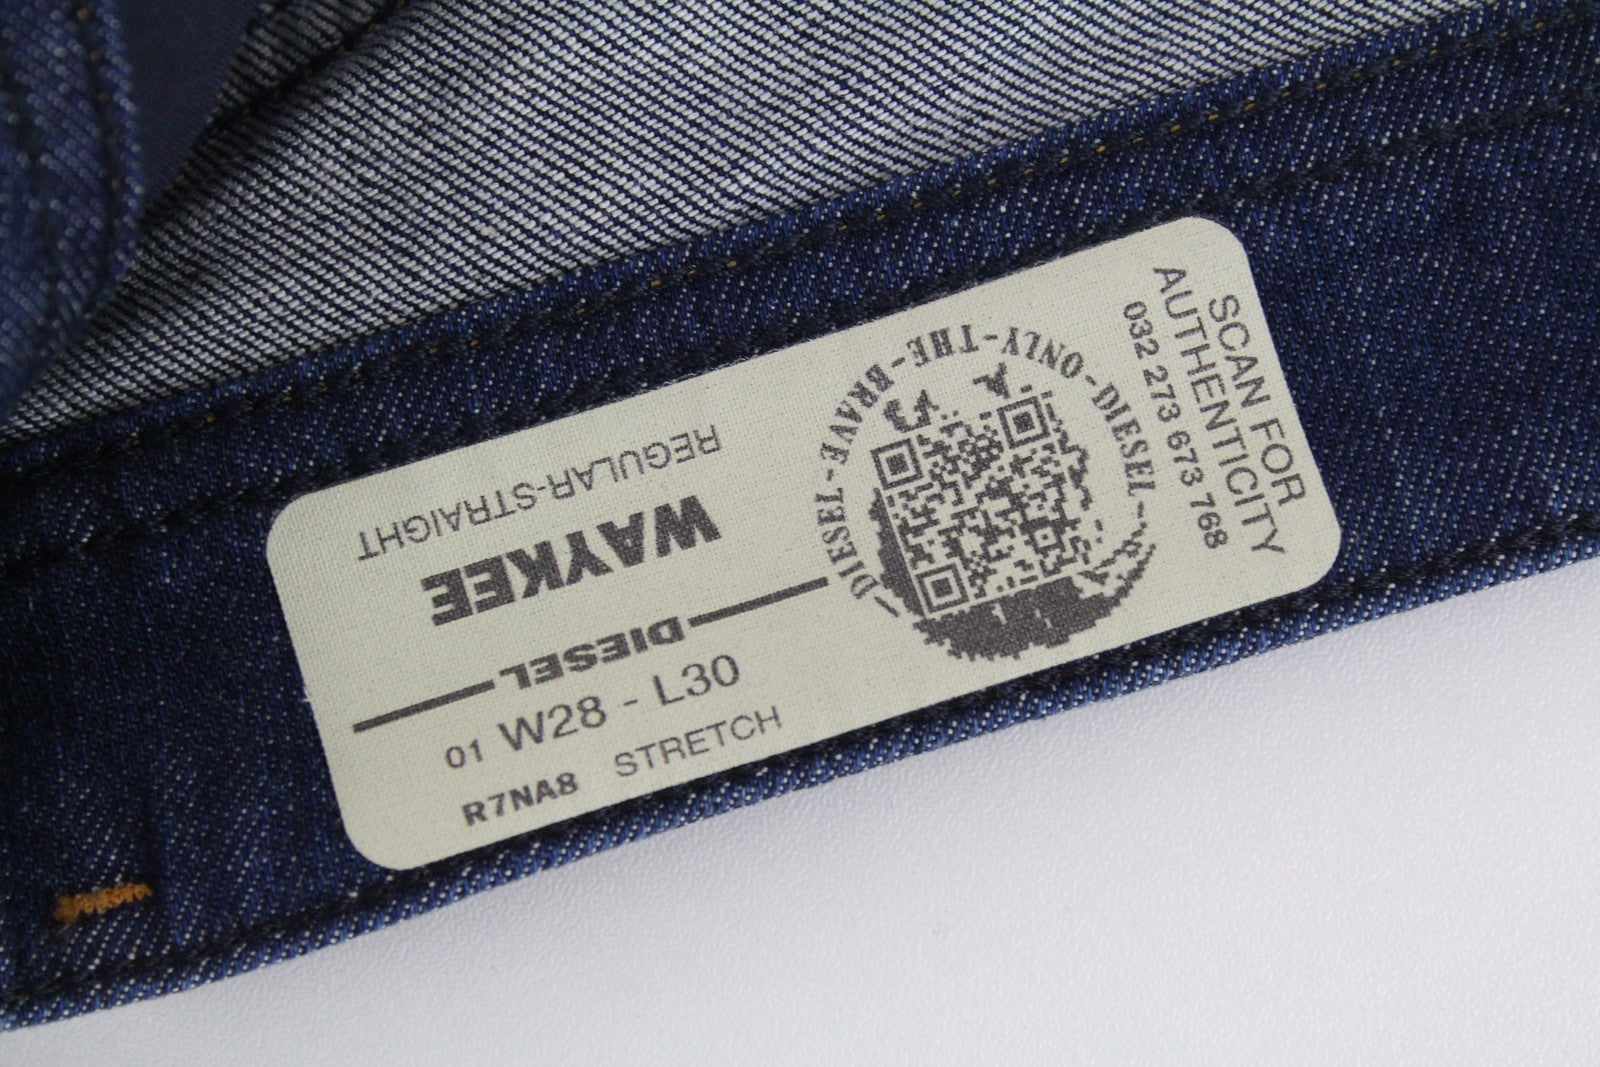 REGULAR-STRAIGHT
WAYKEE
DIESEL
01 W28 - L30
R7NA8 STRETCH
DIESEL-BRAVE-THE-ONLY-DIESEL-
SCAN FOR
AUTHENTICITY
032 273 673 768